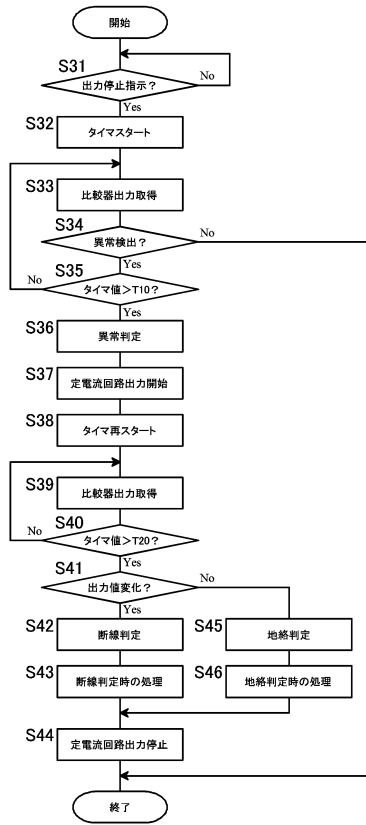 開始
S31
出力停止指示？
No
Yes
S32
タイマスタート
S33
比較器出力取得
S34
異常検出？
No
Yes
S35
タイマ値>T10？
No
Yes
S36
異常判定
S37
定電流回路出力開始
S38
タイマ再スタート
S39
比較器出力取得
S40
タイマ値>T20？
No
Yes
S41
出力値変化？
No
Yes
S42
断線判定
S45
地絡判定
S43
断線判定時の処理
S46
地絡判定時の処理
S44
定電流回路出力停止
終了